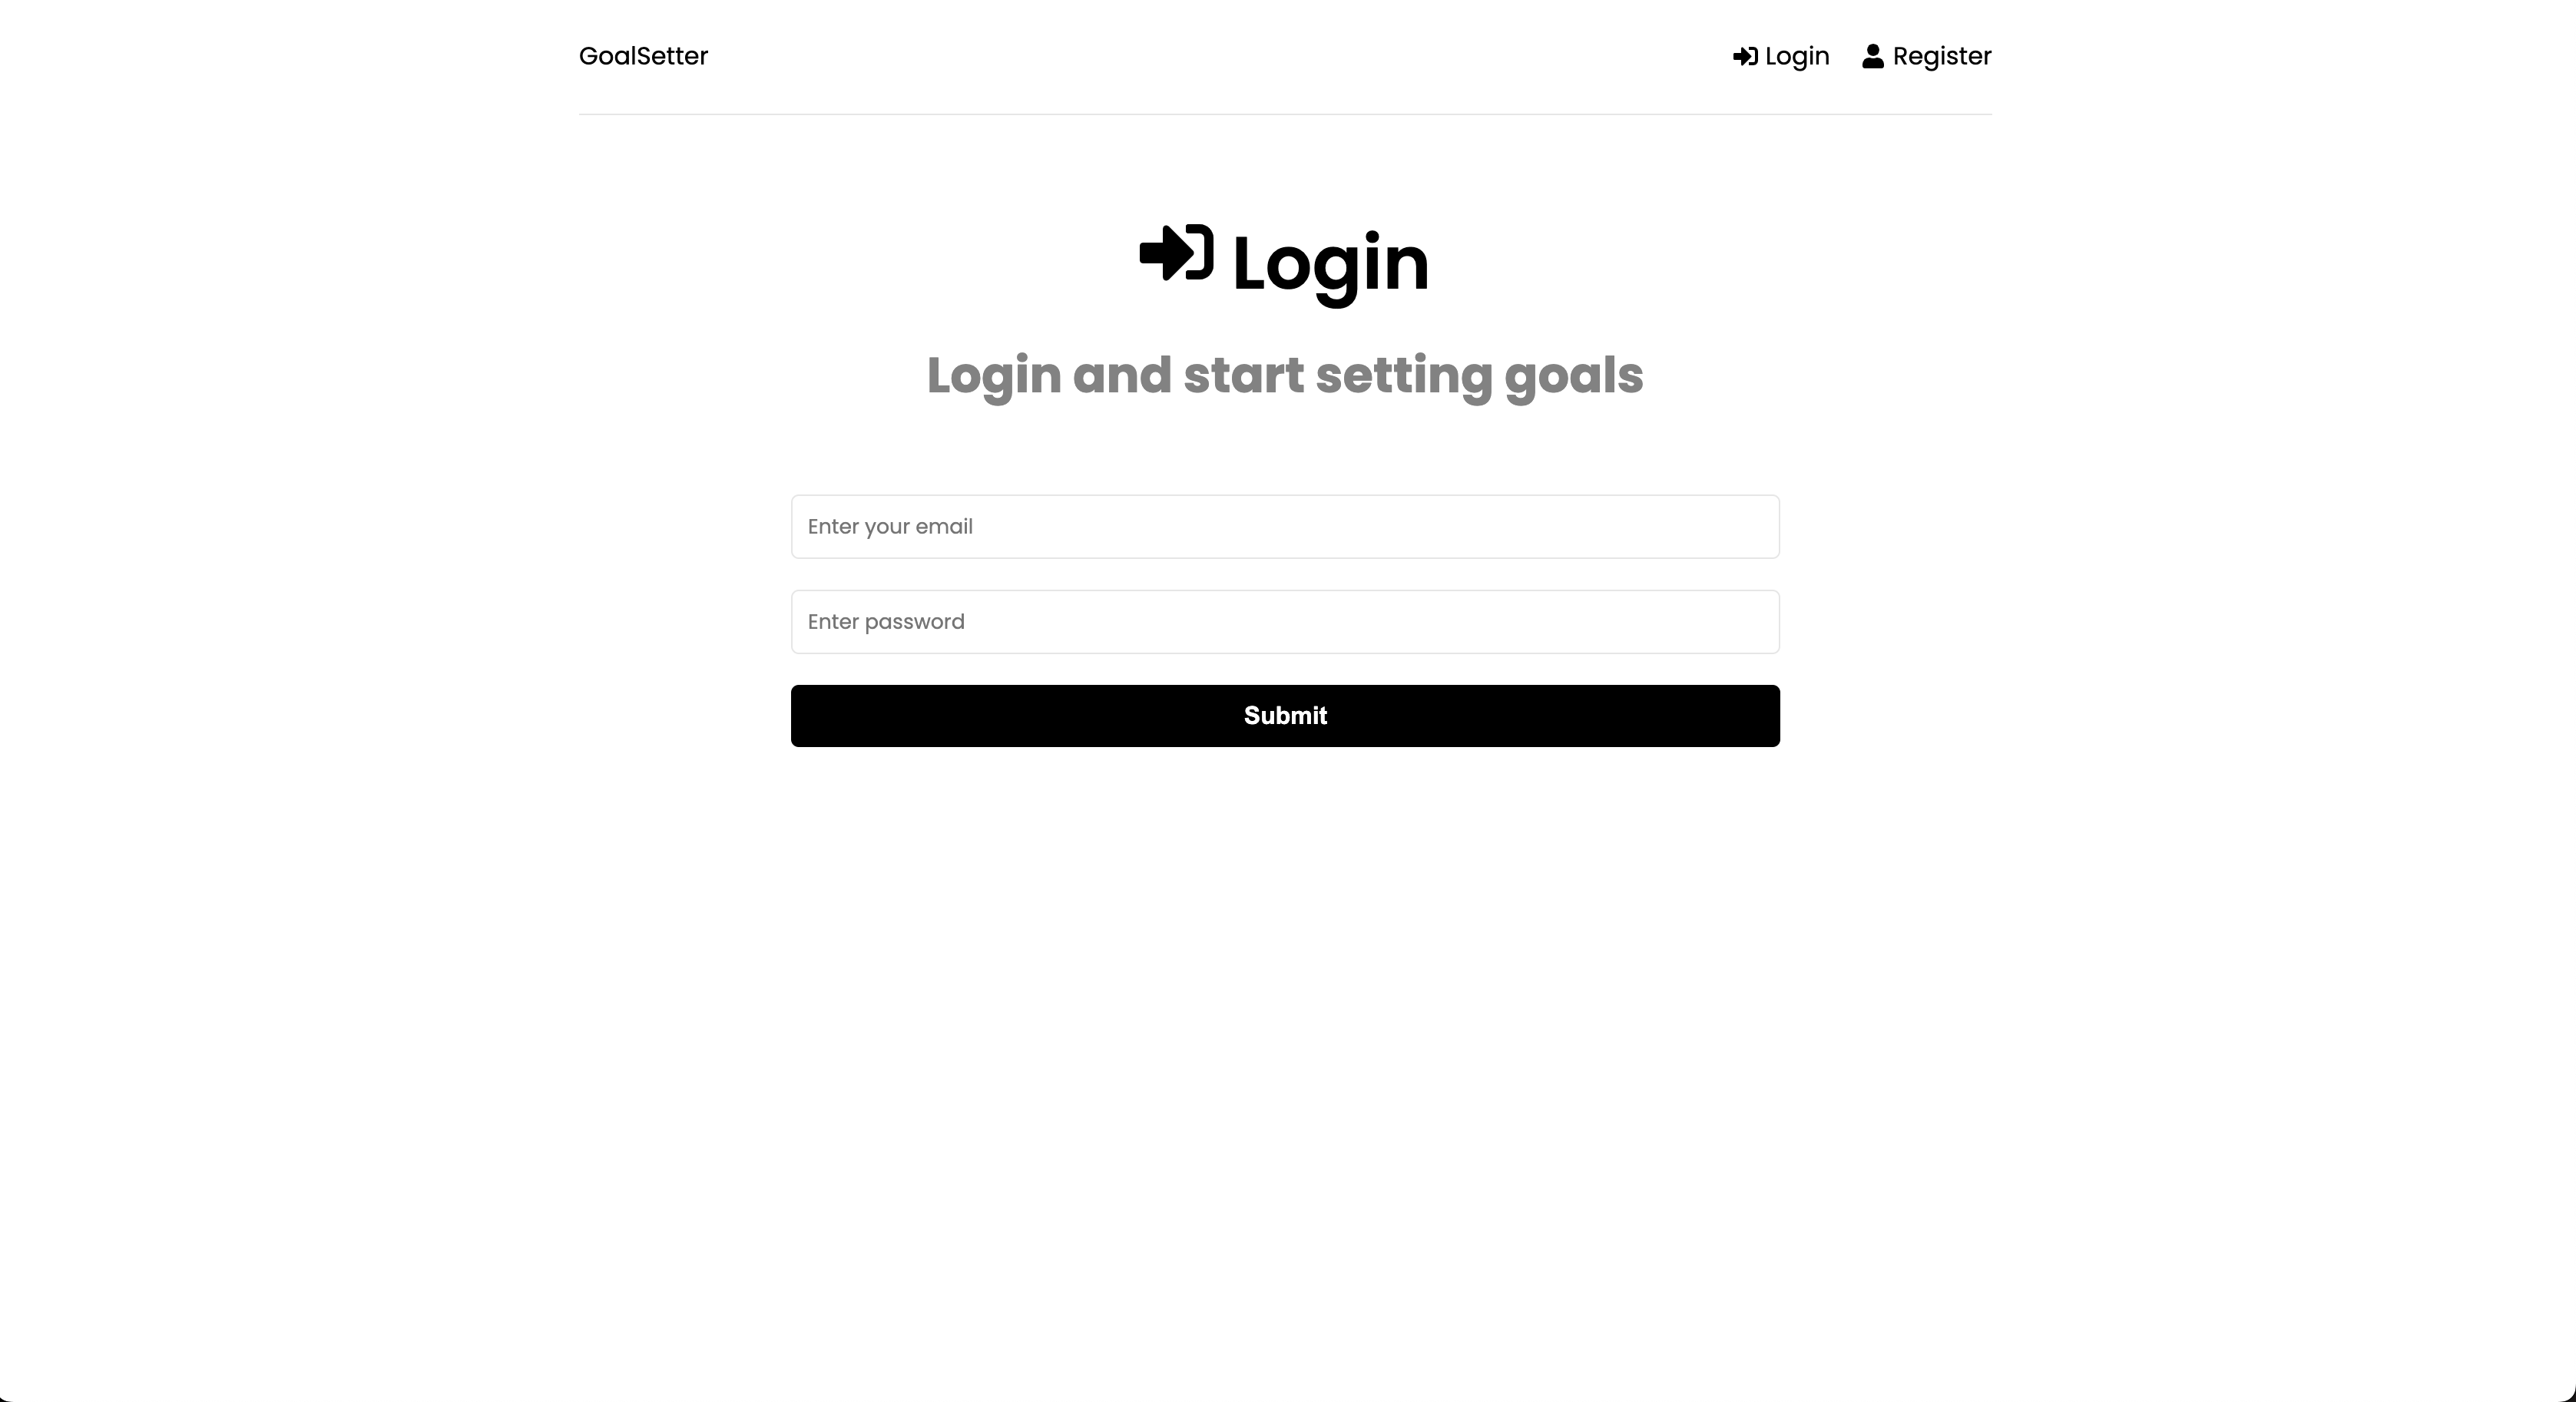 GoalSetter Login Register
Login
Login and start setting goals
Enter your email
Enter password
Submit